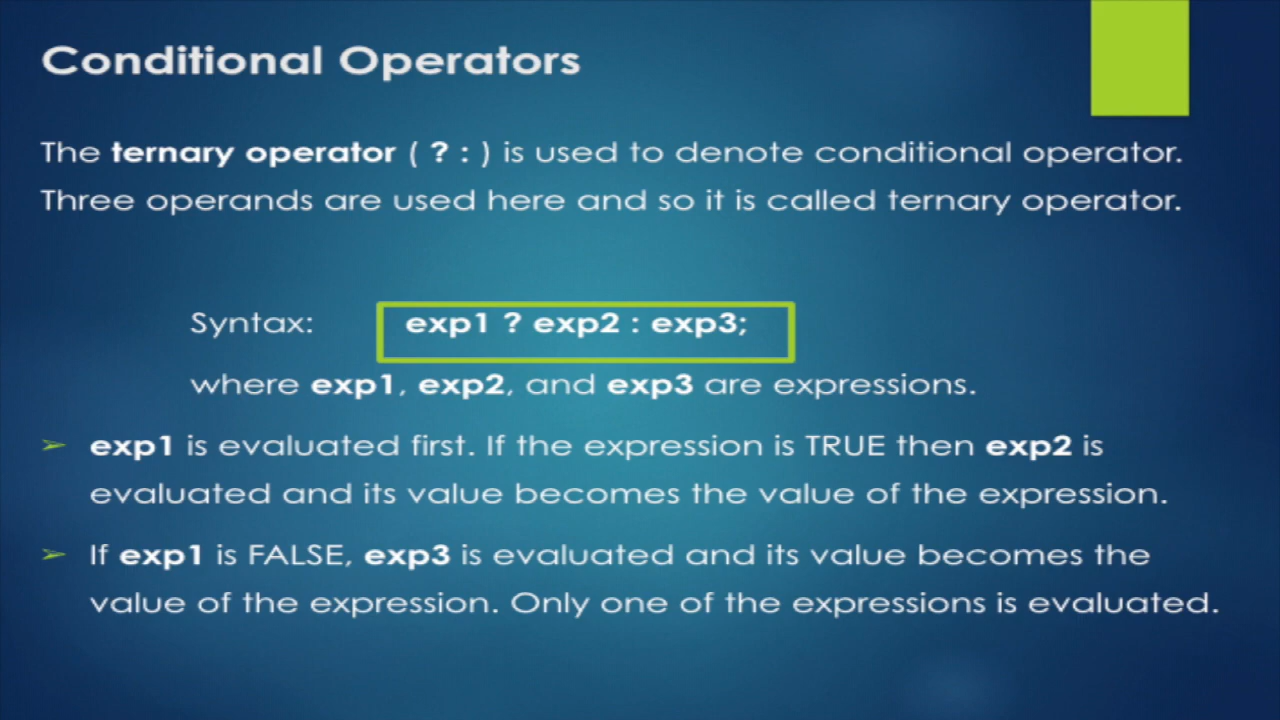 Conditional Operators
The ternary operator ( ? : ) is used to denote conditional operator.
Three operands are used here and so it is called ternary operator.
Syntax: exp1 ? exp2 : exp3;
where exp1, exp2, and exp3 are expressions.
➢ exp1 is evaluated first. If the expression is TRUE then exp2 is
evaluated and its value becomes the value of the expression.
➢ If exp1 is FALSE, exp3 is evaluated and its value becomes the
value of the expression. Only one of the expressions is evaluated.